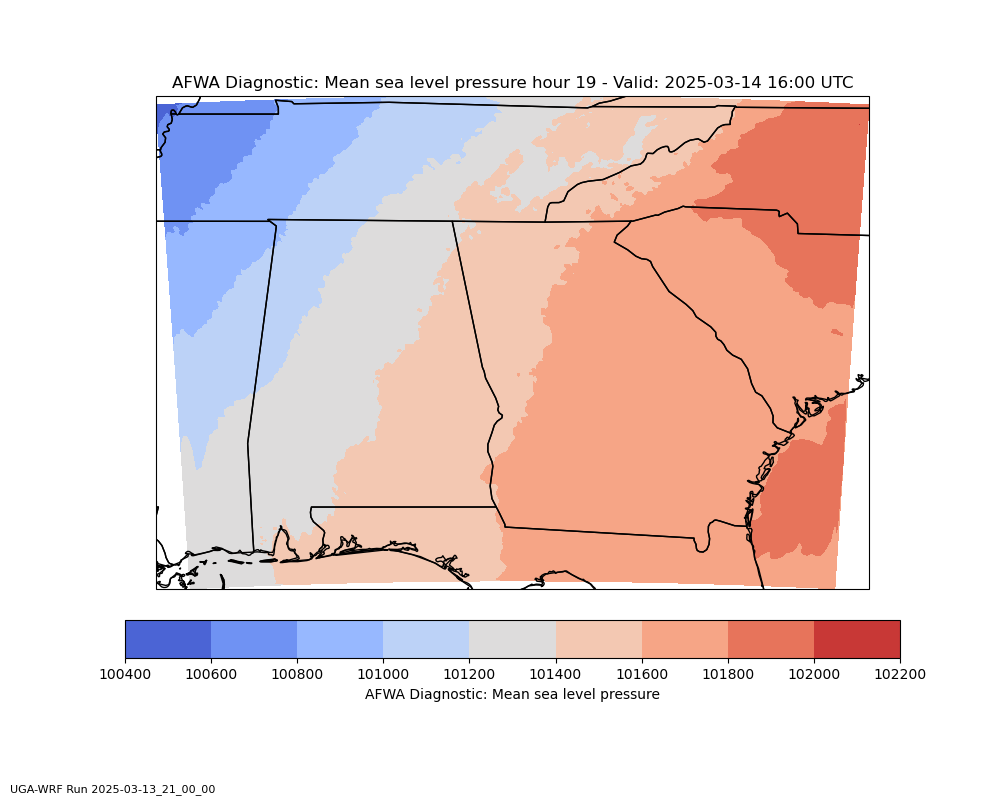 AFWA Diagnostic: Mean sea level pressure hour 19 - Valid: 2025-03-14 16:00 UTC
100400 100600 100800 101000 101200 101400 101600 101800 102000 102200
AFWA Diagnostic: Mean sea level pressure
UGA-WRF Run 2025-03-13_21_00_00